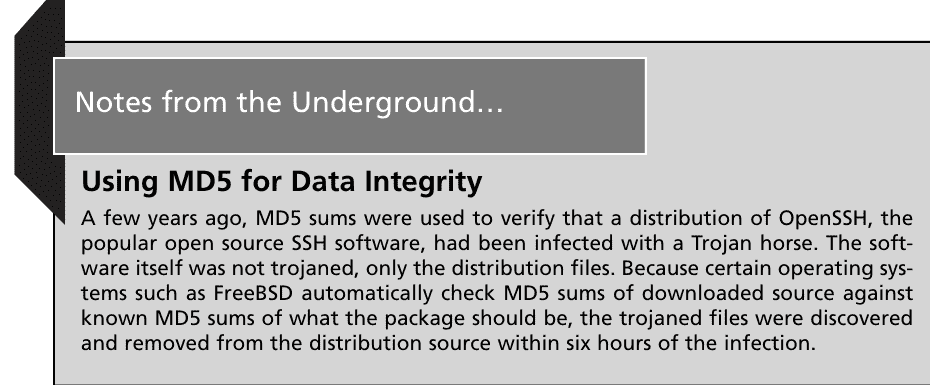 Notes from the Underground…
Using MD5 for Data Integrity
A few years ago, MD5 sums were used to verify that a distribution of OpenSSH, the
popular open source SSH software, had been infected with a Trojan horse. The soft-
ware itself was not trojaned, only the distribution files. Because certain operating sys-
tems such as FreeBSD automatically check MD5 sums of downloaded source against
known MD5 sums of what the package should be, the trojaned files were discovered
and removed from the distribution source within six hours of the infection.